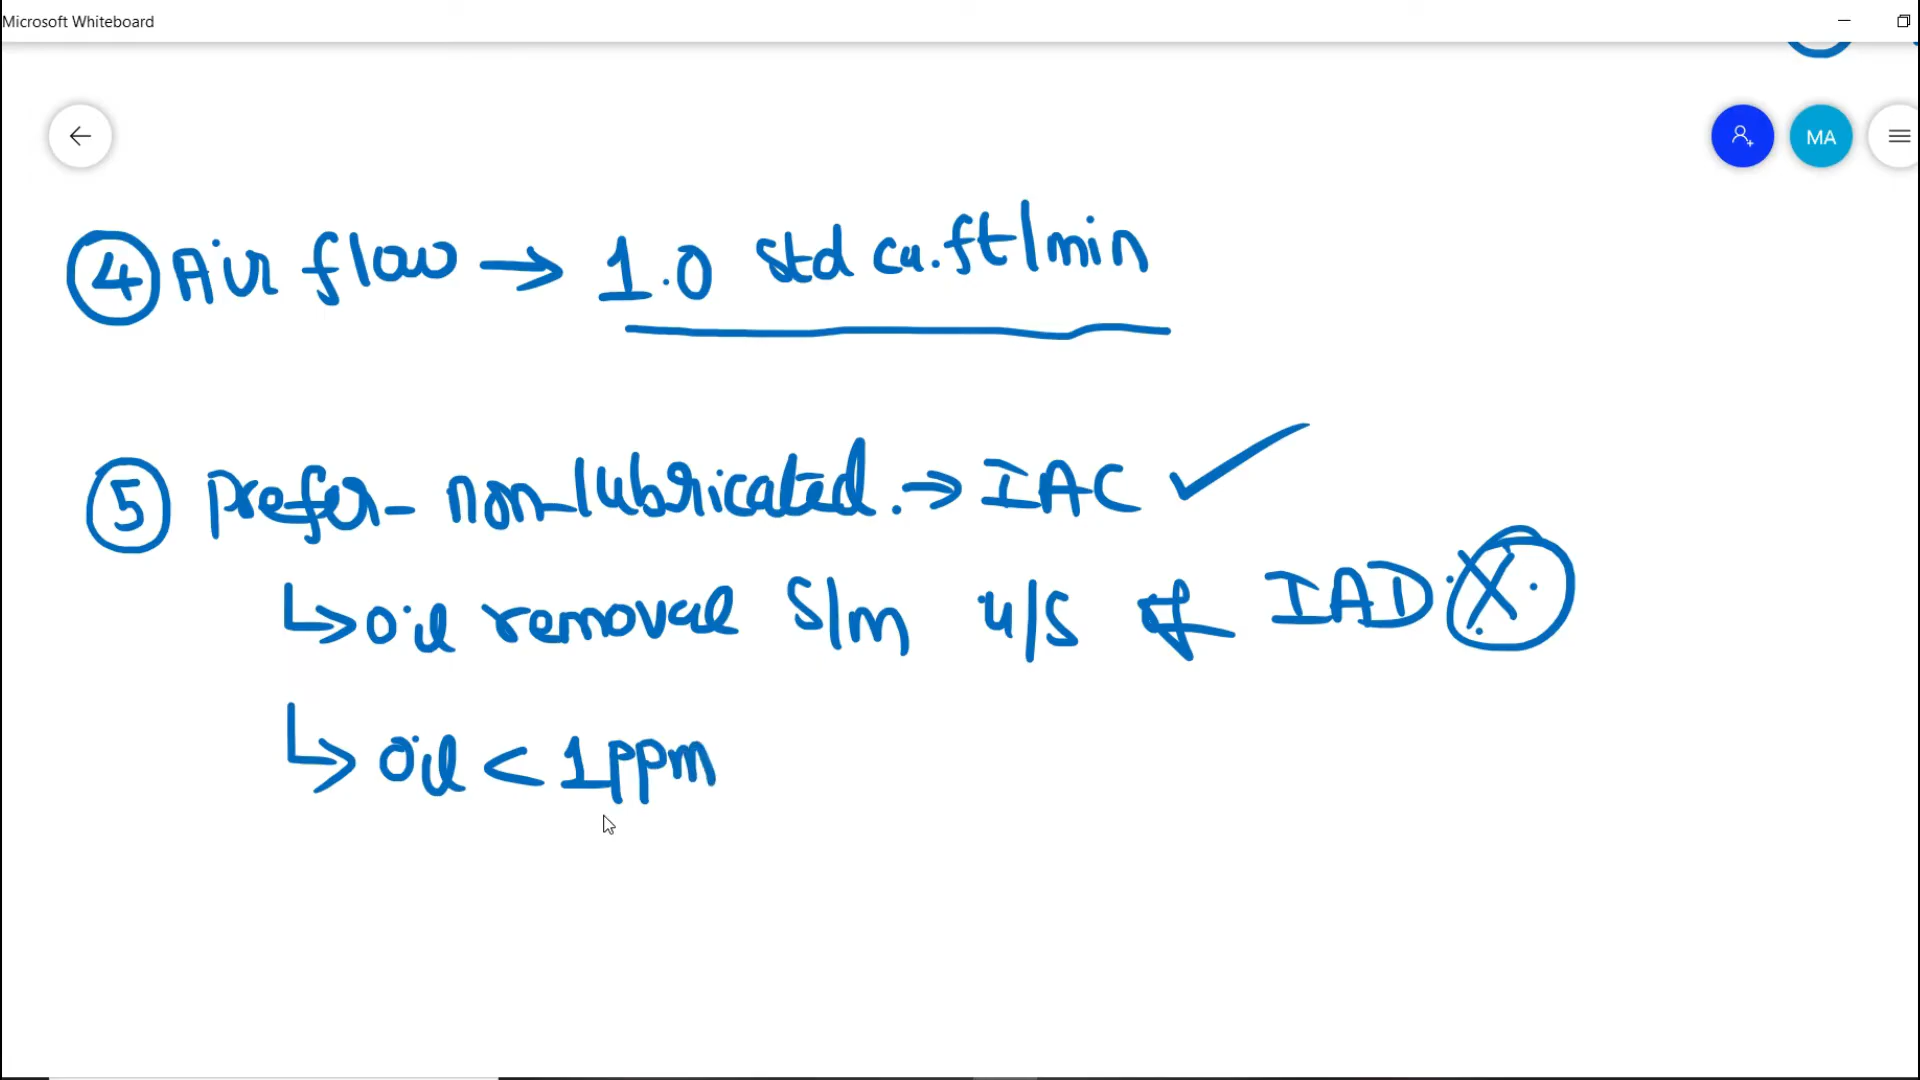 Microsoft Whiteboard
MA
④ Air flow → 1.0 std cu.ft/min
⑤ prefer- non-lubricated. → IAC ✓
↳ oil removal S/m u/s of IAD X
↳ oil < 1ppm